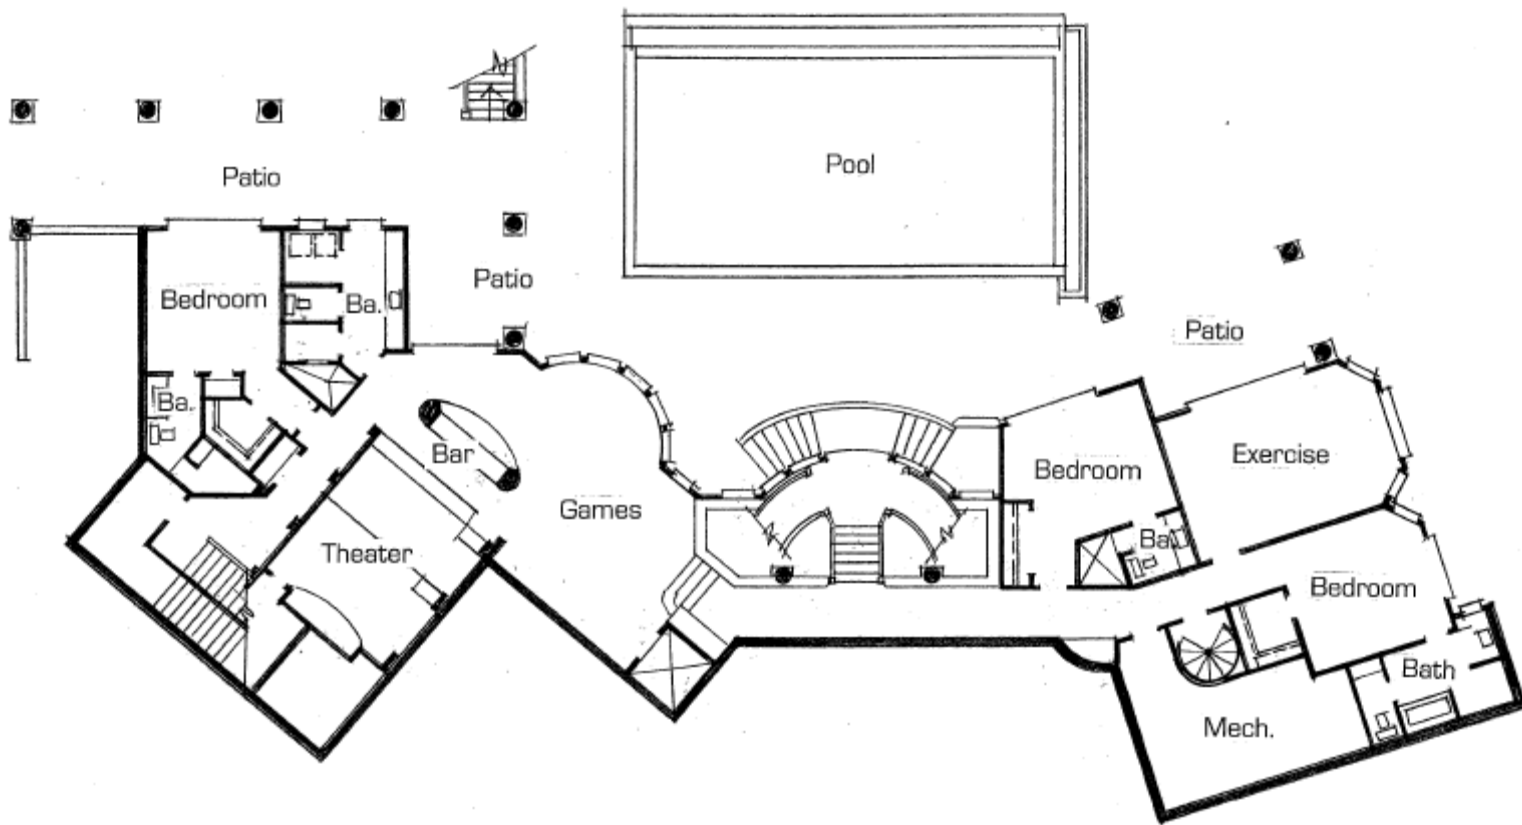 Pool
Patio
Patio
Bedroom
Ba.
Patio
Ba.
Bar
Bedroom
Exercise
Games
Theater
Ba.
Bedroom
Bath
Mech.